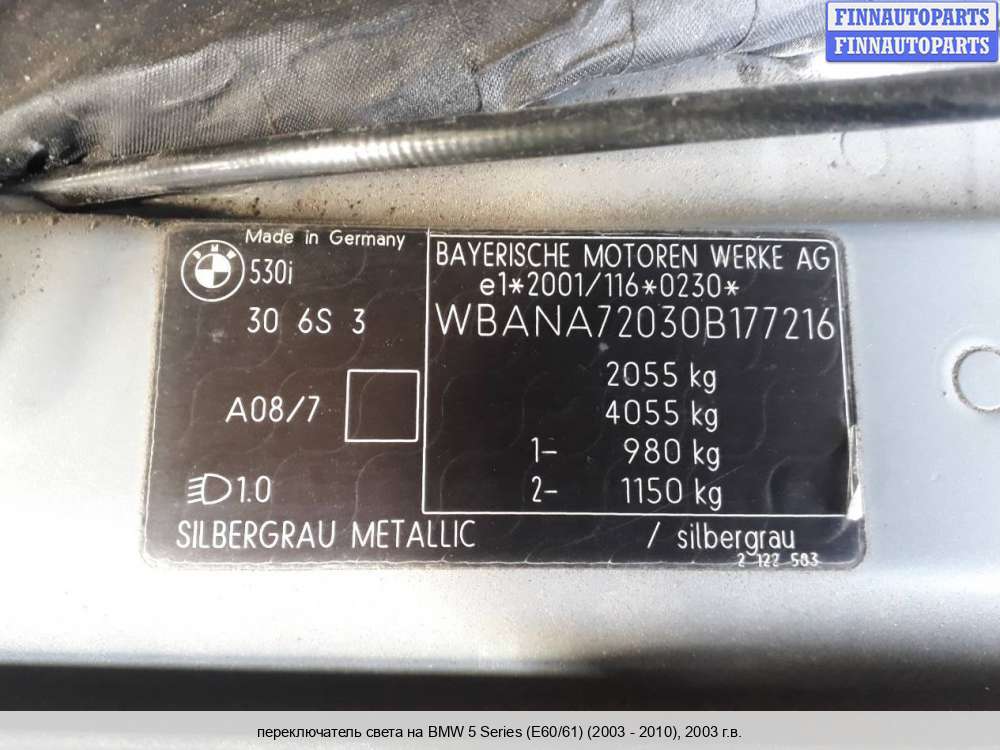 FINNAUTOPARTS
FINNAUTOPARTS
Made in Germany
BMW
530i
30 6S 3
A08/7
1.0
BAYERISCHE MOTOREN WERKE AG
e1*2001/116*0230*
WBANA72030B177216
2055 kg
4055 kg
1- 980 kg
2- 1150 kg
SILBERGRAU METALLIC / silbergrau
2 122 583
переключатель света на BMW 5 Series (E60/61) (2003 - 2010), 2003 г.в.